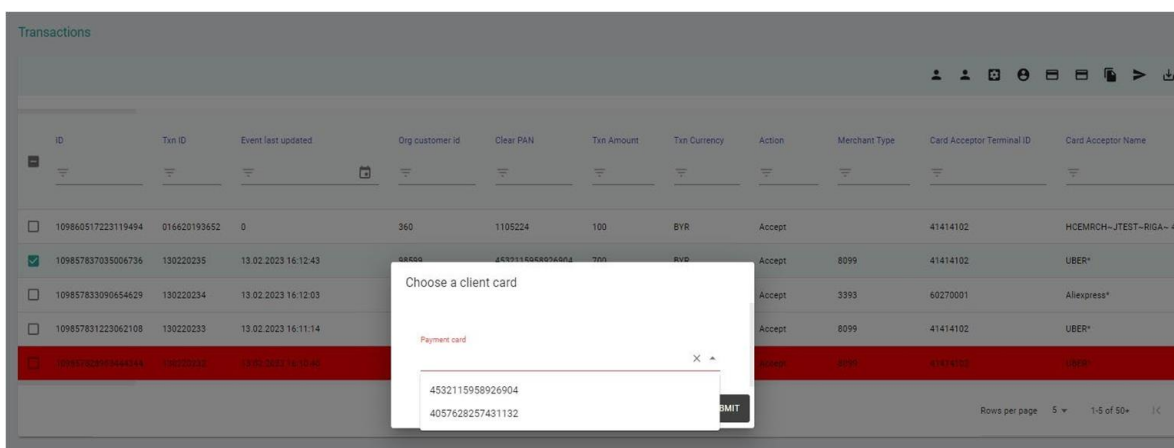 Transactions
ID Txn ID Event last updated Org customer id Clear PAN Txn Amount Txn Currency Action Merchant Type Card Acceptor Terminal ID Card Acceptor Name
109860517223119494 016620193652 0 360 1105224 100 BYR Accept 41414102 HCEMRCH~JTEST~RIGA~
109857837035006736 130220235 13.02.2023 16:12:43 98599 4532115958926904 700 BYR Accept 8099 41414102 UBER*
Choose a client card
109857833090654629 130220234 13.02.2023 16:12:03 Accept 3393 60270001 Aliexpress*
109857831223062108 130220233 13.02.2023 16:11:14 Accept 8099 41414102 UBER*
Payment card
4532115958926904
4057628257431132
Rows per page 5 1-5 of 50+